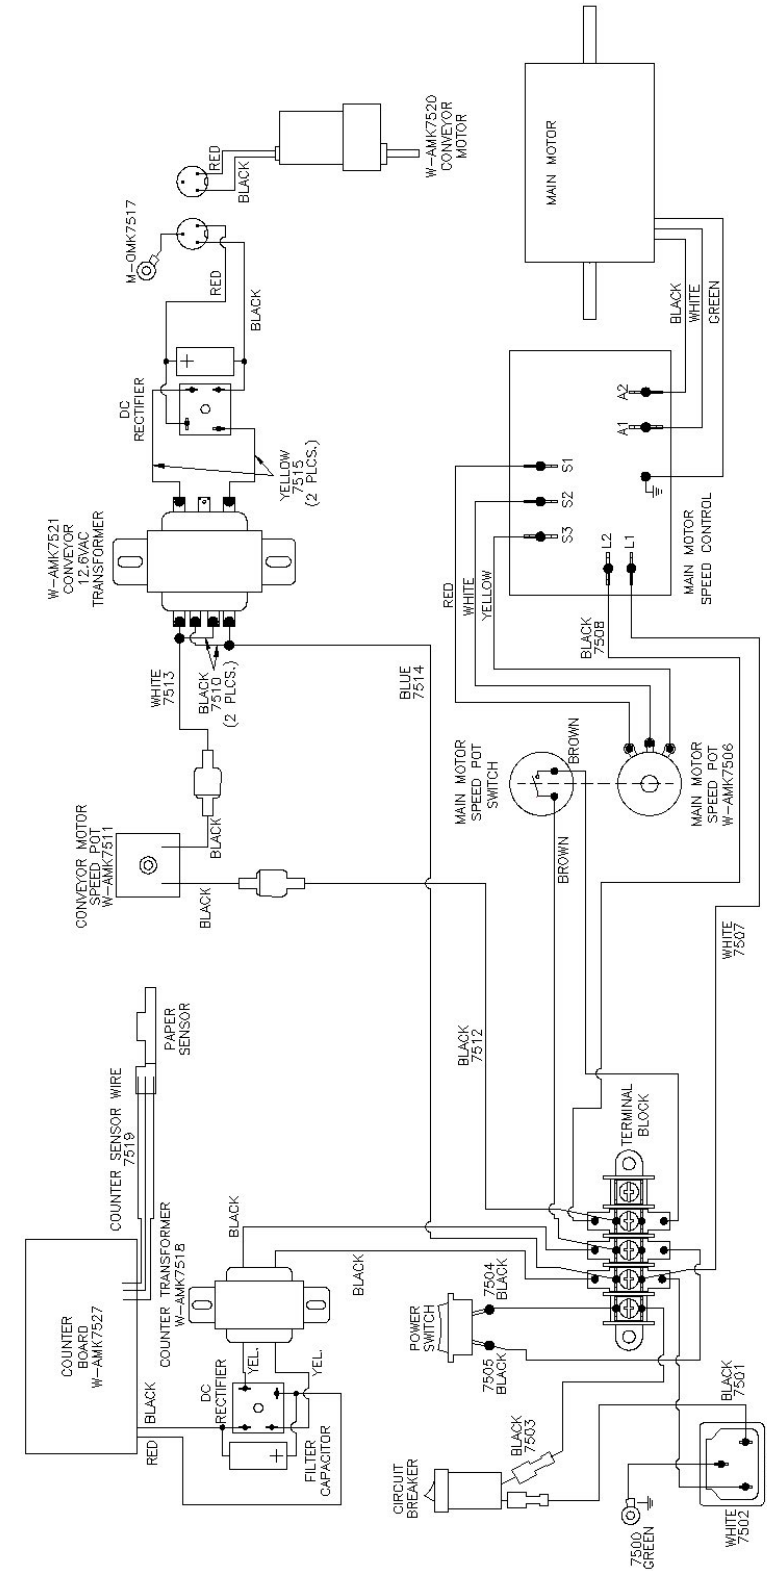 W-AMK7520
CONVEYOR
MOTOR
RED
BLACK
M-OMK7517
RED
BLACK
DC
RECTIFIER
+
YELLOW
7515
(2 PLCS.)
W-AMK7521
CONVEYOR
12.6VAC
TRANSFORMER
WHITE
7513
BLACK
7510
(2 PLCS.)
BLUE
7514
CONVEYOR MOTOR
SPEED POT
W-AMK7511
BLACK
BLACK
MAIN MOTOR
BLACK
WHITE
GREEN
A2
A1
S1
S2
S3
L2
L1
MAIN MOTOR
SPEED CONTROL
RED
WHITE
YELLOW
BLACK
7508
MAIN MOTOR
SPEED POT
SWITCH
BROWN
BROWN
MAIN MOTOR
SPEED POT
W-AMK7506
WHITE
7507
BLACK
7512
PAPER
SENSOR
COUNTER SENSOR WIRE
7519
COUNTER
BOARD
W-AMK7527
COUNTER TRANSFORMER
W-AMK7518
BLACK
BLACK
YEL.
YEL.
DC
RECTIFIER
BLACK
RED
+
FILTER
CAPACITOR
TERMINAL
BLOCK
POWER
SWITCH
7504
BLACK
7505
BLACK
BLACK
7503
CIRCUIT
BREAKER
BLACK
7501
WHITE
7502
7500
GREEN